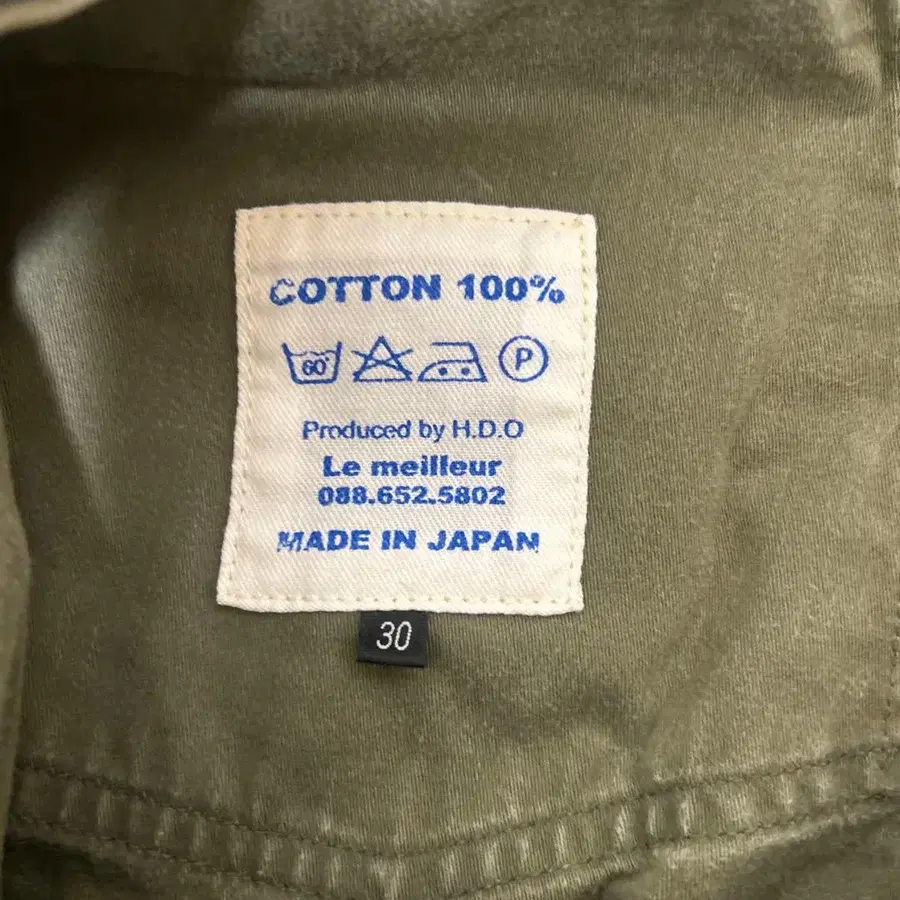 COTTON 100%
60° P
Produced by H.D.O
Le meilleur
088.652.5802
MADE IN JAPAN
30